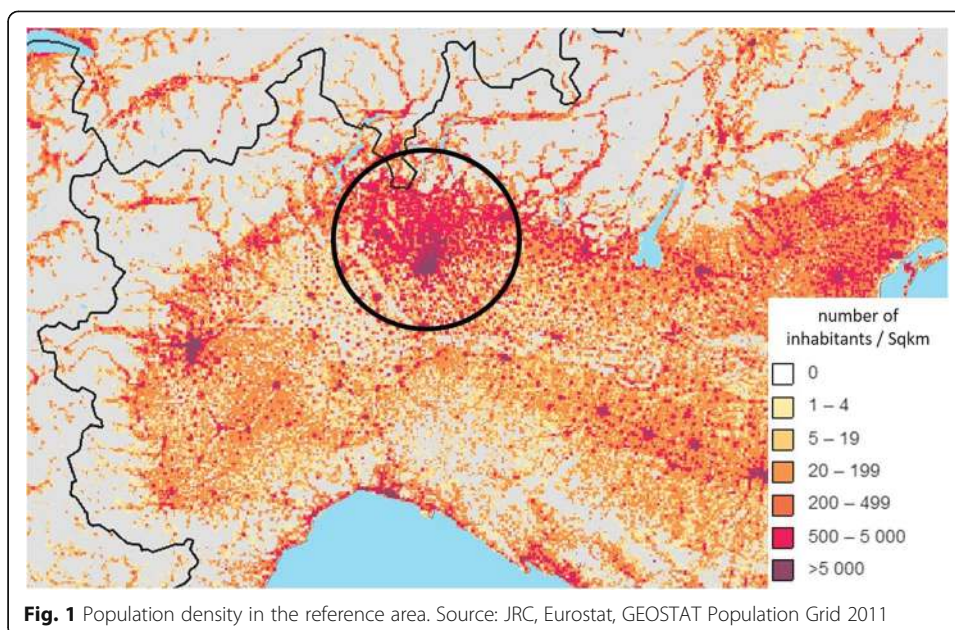 number of
inhabitants / Sqkm
0
1 – 4
5 – 19
20 – 199
200 – 499
500 – 5 000
>5 000
Fig. 1 Population density in the reference area. Source: JRC, Eurostat, GEOSTAT Population Grid 2011